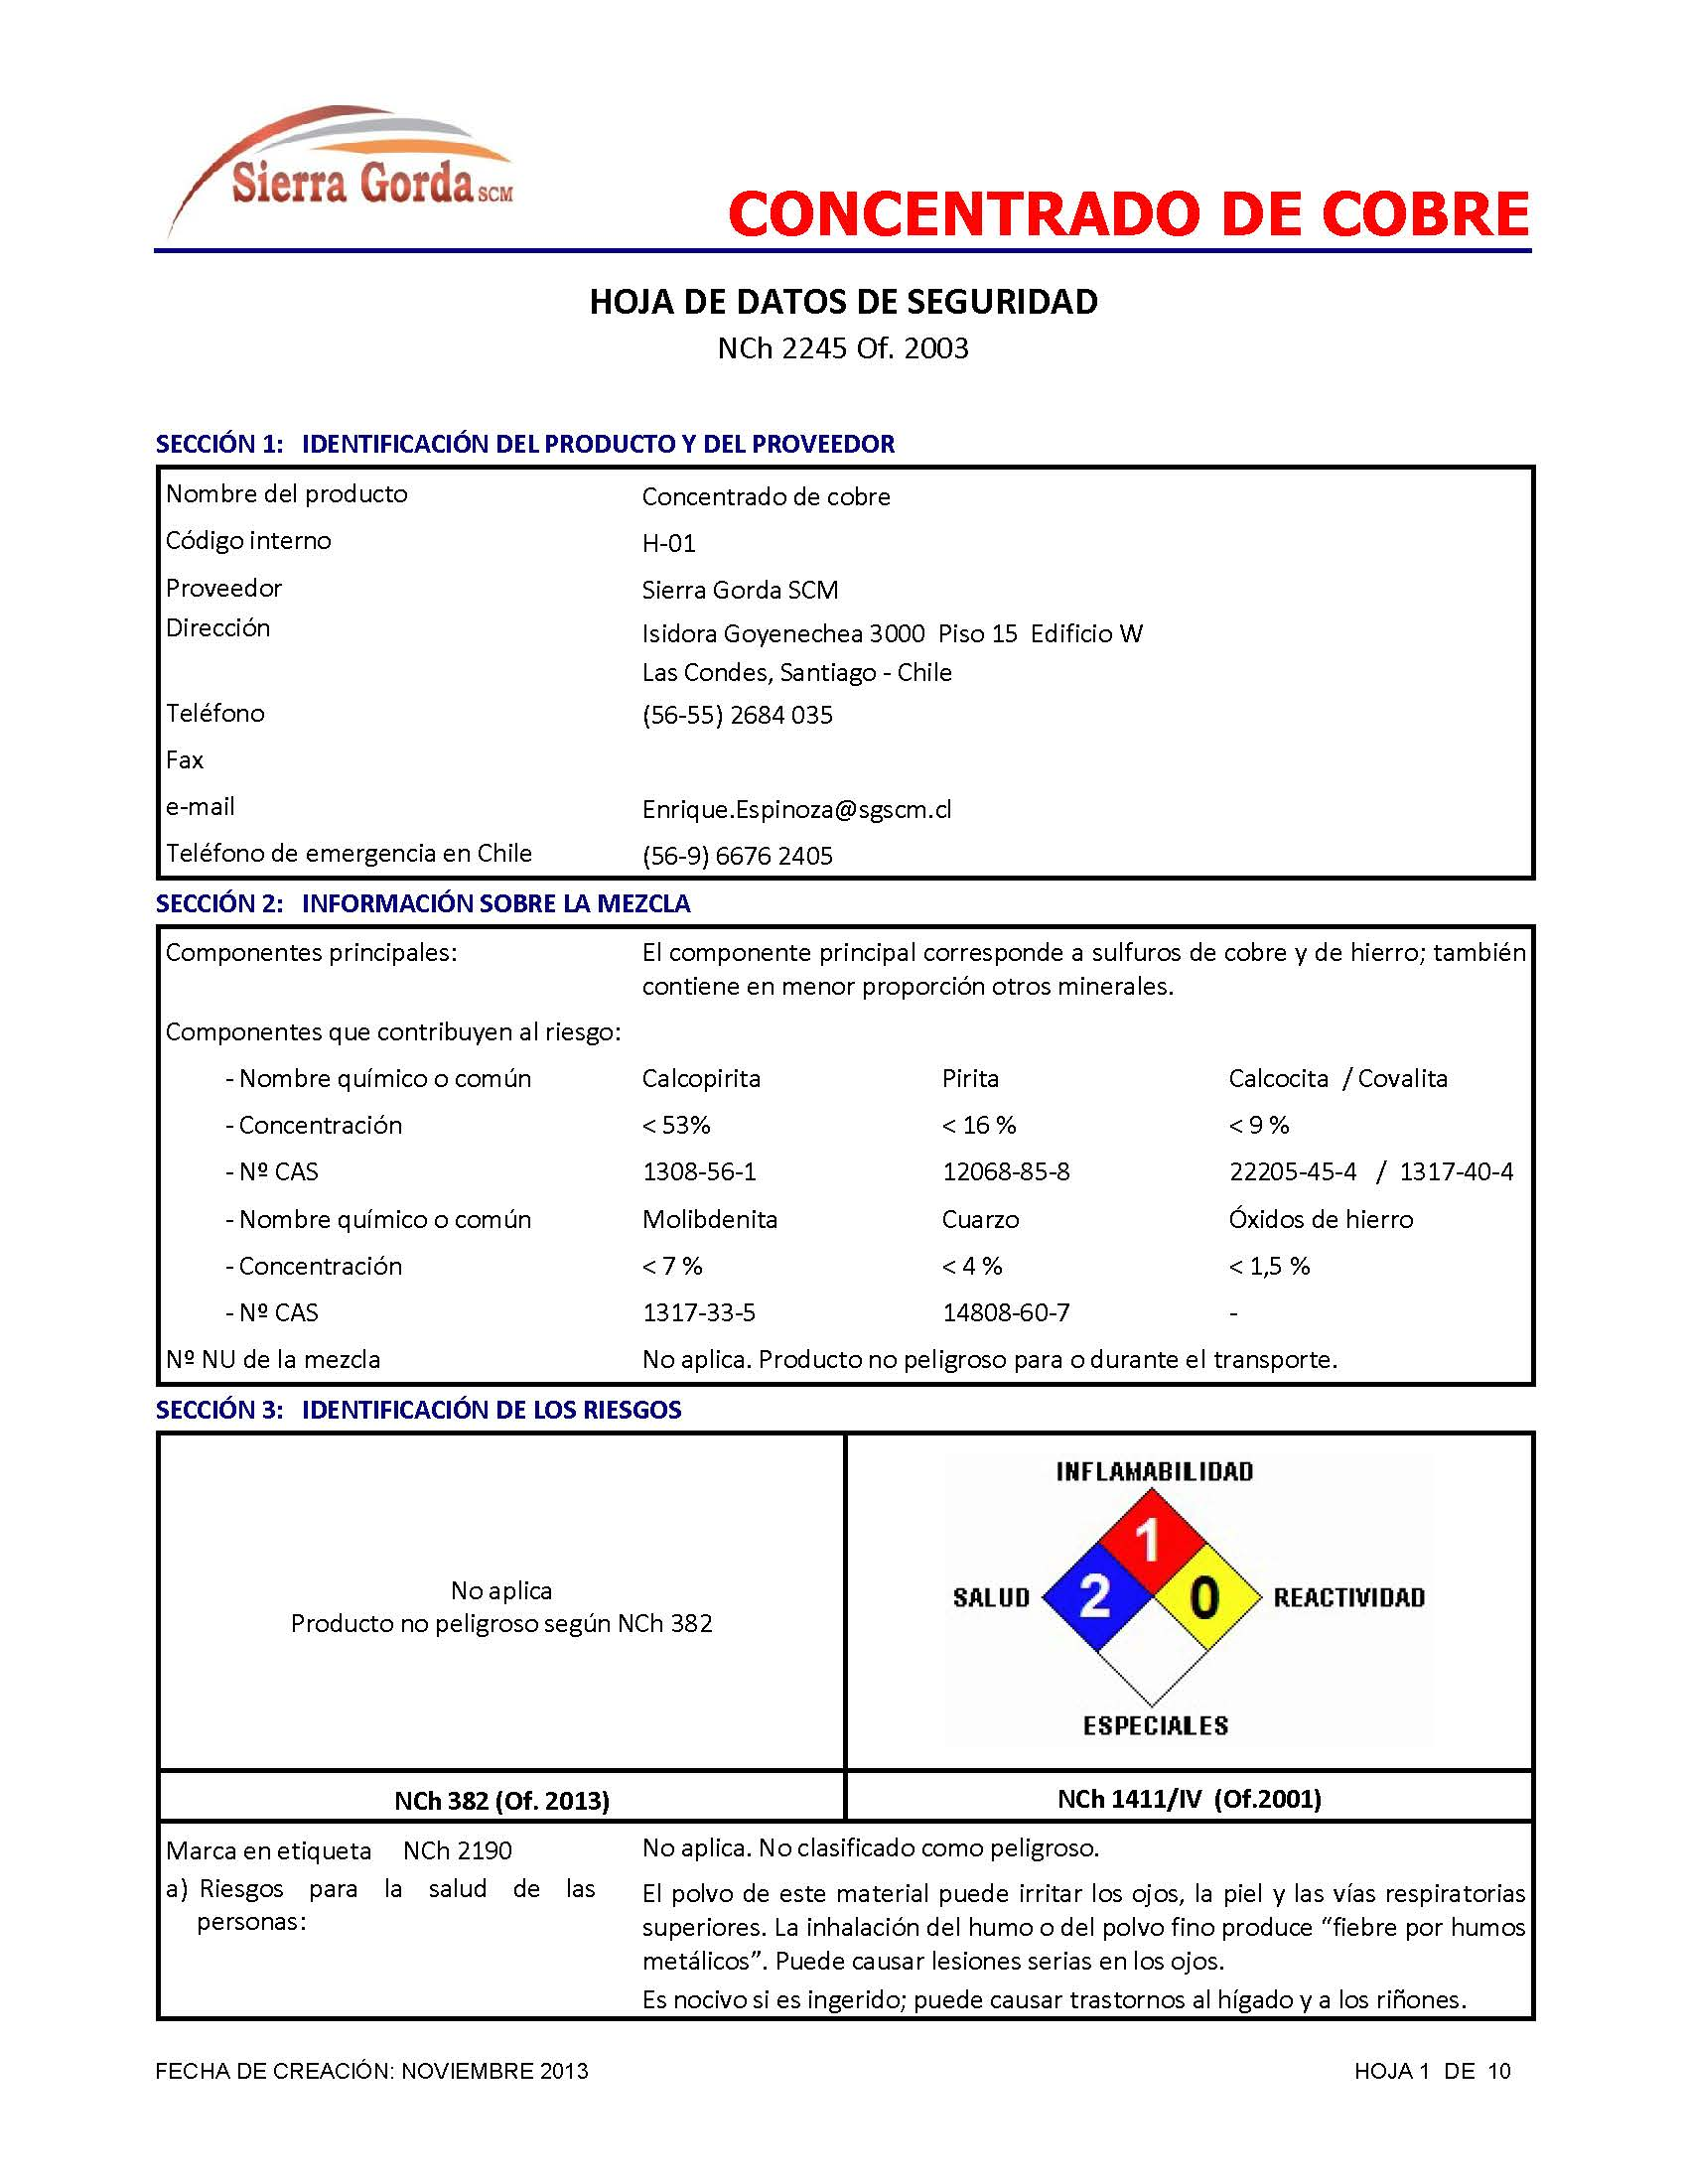 Sierra Gorda SCM
CONCENTRADO DE COBRE
HOJA DE DATOS DE SEGURIDAD
NCh 2245 Of. 2003
SECCIÓN 1: IDENTIFICACIÓN DEL PRODUCTO Y DEL PROVEEDOR
Nombre del producto Concentrado de cobre
Código interno H-01
Proveedor Sierra Gorda SCM
Dirección Isidora Goyenechea 3000 Piso 15 Edificio W
Las Condes, Santiago - Chile
Teléfono (56-55) 2684 035
Fax
e-mail Enrique.Espinoza@sgscm.cl
Teléfono de emergencia en Chile (56-9) 6676 2405
SECCIÓN 2: INFORMACIÓN SOBRE LA MEZCLA
Componentes principales: El componente principal corresponde a sulfuros de cobre y de hierro; también
contiene en menor proporción otros minerales.
Componentes que contribuyen al riesgo:
- Nombre químico o común Calcopirita Pirita Calcocita / Covalita
- Concentración < 53% < 16 % < 9 %
- Nº CAS 1308-56-1 12068-85-8 22205-45-4 / 1317-40-4
- Nombre químico o común Molibdenita Cuarzo Óxidos de hierro
- Concentración < 7 % < 4 % < 1,5 %
- Nº CAS 1317-33-5 14808-60-7 -
Nº NU de la mezcla No aplica. Producto no peligroso para o durante el transporte.
SECCIÓN 3: IDENTIFICACIÓN DE LOS RIESGOS
No aplica
Producto no peligroso según NCh 382
INFLAMABILIDAD
1
SALUD 2 0 REACTIVIDAD
ESPECIALES
NCh 382 (Of. 2013) NCh 1411/IV (Of.2001)
Marca en etiqueta NCh 2190 No aplica. No clasificado como peligroso.
a) Riesgos para la salud de las personas: El polvo de este material puede irritar los ojos, la piel y las vías respiratorias
superiores. La inhalación del humo o del polvo fino produce “fiebre por humos
metálicos”. Puede causar lesiones serias en los ojos.
Es nocivo si es ingerido; puede causar trastornos al hígado y a los riñones.
FECHA DE CREACIÓN: NOVIEMBRE 2013 HOJA 1 DE 10